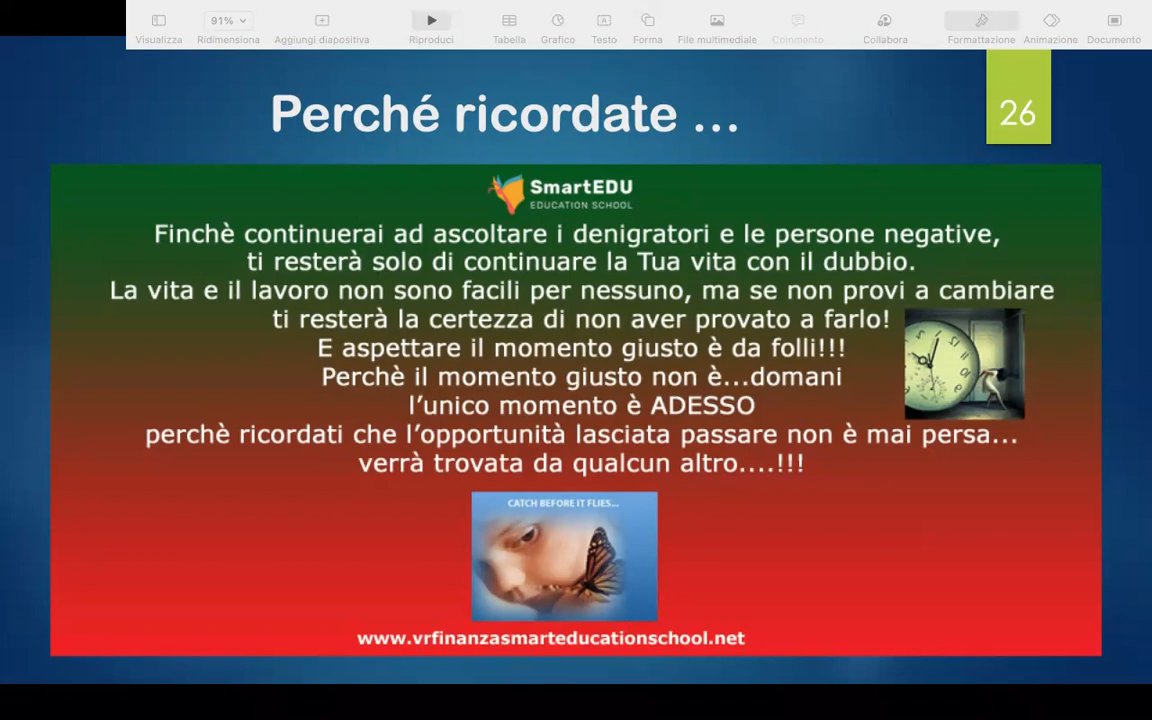 91%
Visualizza
Ridimensiona
Aggiungi diapositiva
Riproduci
Tabella
Grafico
Testo
Forma
File multimediale
Commento
Collabora
Formattazione
Animazione
Documento
Perché ricordate ...
26
SmartEDU
EDUCATION SCHOOL
Finchè continuerai ad ascoltare i denigratori e le persone negative,
ti resterà solo di continuare la Tua vita con il dubbio.
La vita e il lavoro non sono facili per nessuno, ma se non provi a cambiare
ti resterà la certezza di non aver provato a farlo!
E aspettare il momento giusto è da folli!!!
Perchè il momento giusto non è...domani
l'unico momento è ADESSO
perchè ricordati che l'opportunità lasciata passare non è mai persa...
verrà trovata da qualcun altro....!!!
CATCH BEFORE IT FLIES...
www.vrfinanzasmarteducationschool.net